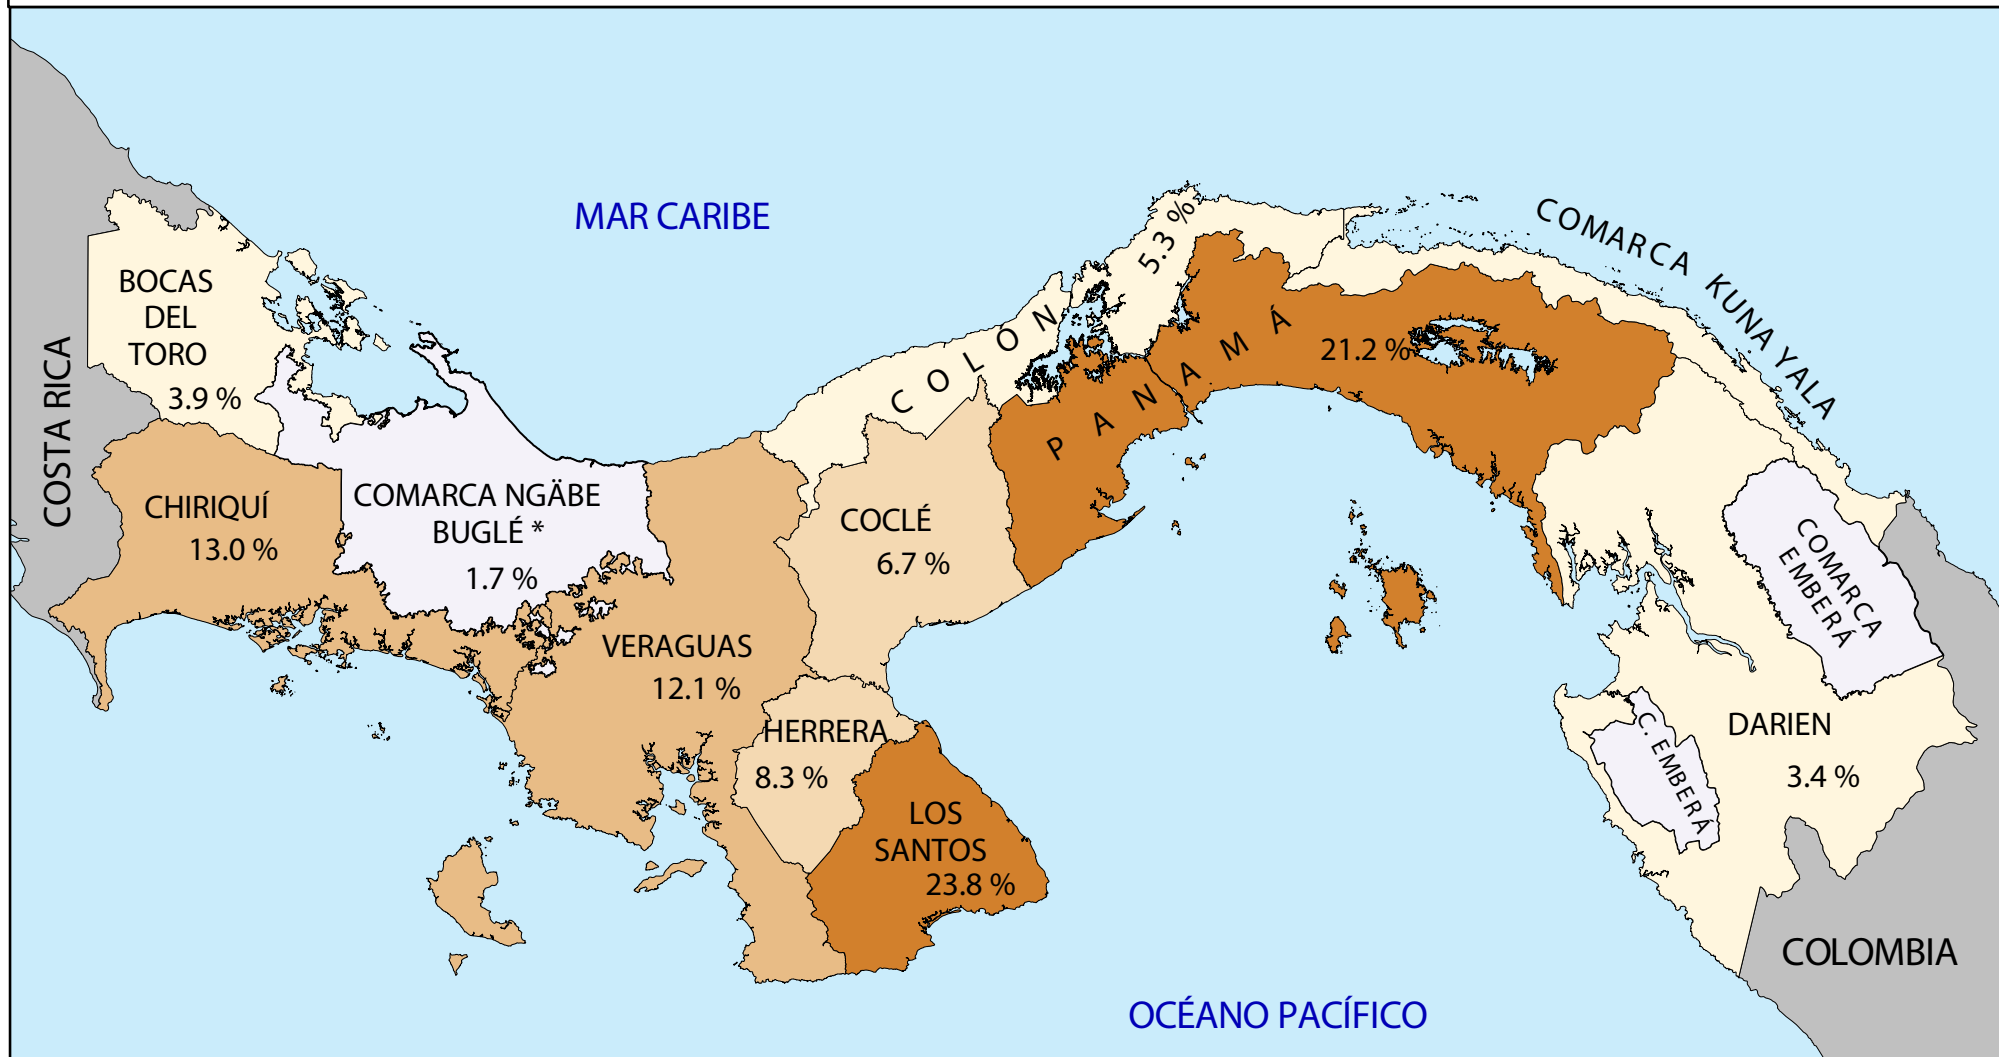 MAR CARIBE
COMARCA KUNA YALA
5.3 %
COLON
PANAMÁ
21.2 %
BOCAS
DEL
TORO
3.9 %
COSTA RICA
CHIRIQUÍ
13.0 %
COMARCA NGÄBE
BUGLÉ *
1.7 %
COCLÉ
6.7 %
VERAGUAS
12.1 %
HERRERA
8.3 %
LOS
SANTOS
23.8 %
COMARCA
EMBERÁ
C. EMBERÁ
DARIEN
3.4 %
COLOMBIA
OCÉANO PACÍFICO